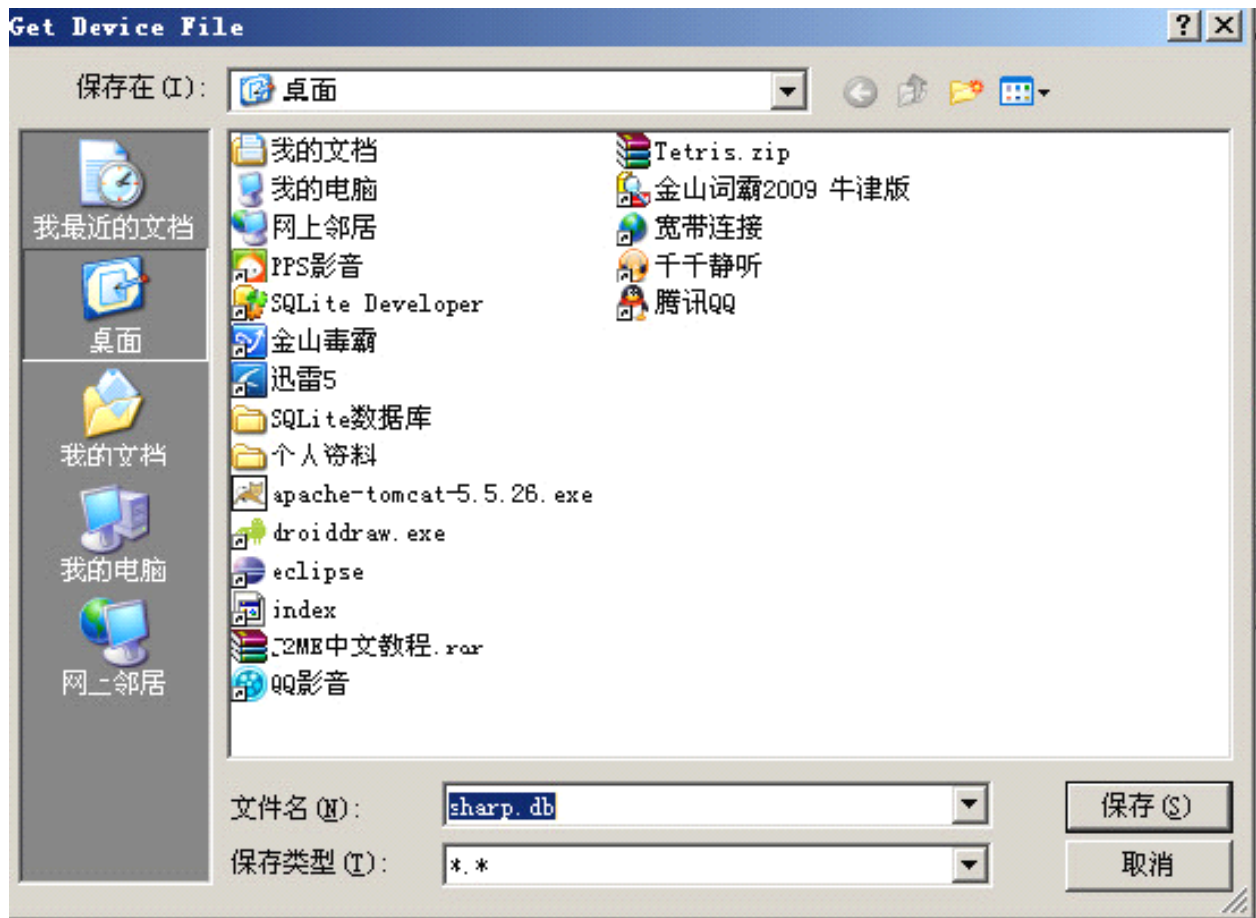 Get Device File
保存在(I):
桌面
我最近的文档
桌面
我的文档
我的电脑
网上邻居
我的文档
我的电脑
网上邻居
PPS影音
SQLite Developer
金山毒霸
迅雷5
SQLite数据库
个人资料
apache-tomcat-5.5.26.exe
droiddraw.exe
eclipse
index
J2ME中文教程.rar
QQ影音
Tetris.zip
金山词霸2009 牛津版
宽带连接
千千静听
腾讯QQ
文件名(N):
sharp.db
保存(S)
保存类型(T):
*.*
取消